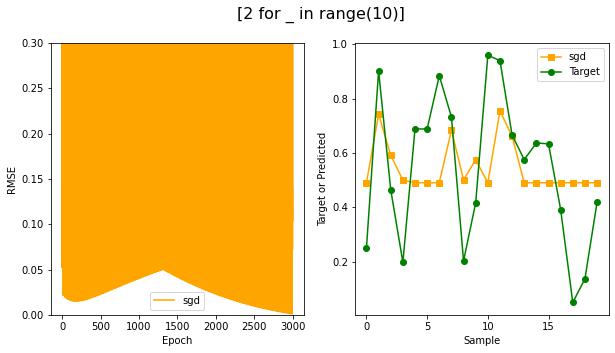 [2 for _ in range(10)]
0.30
0.25
0.20
0.15
0.10
0.05
0.00
RMSE
sgd
0 500 1000 1500 2000 2500 3000
Epoch
1.0
0.8
0.6
0.4
0.2
Target or Predicted
sgd
Target
0 5 10 15
Sample